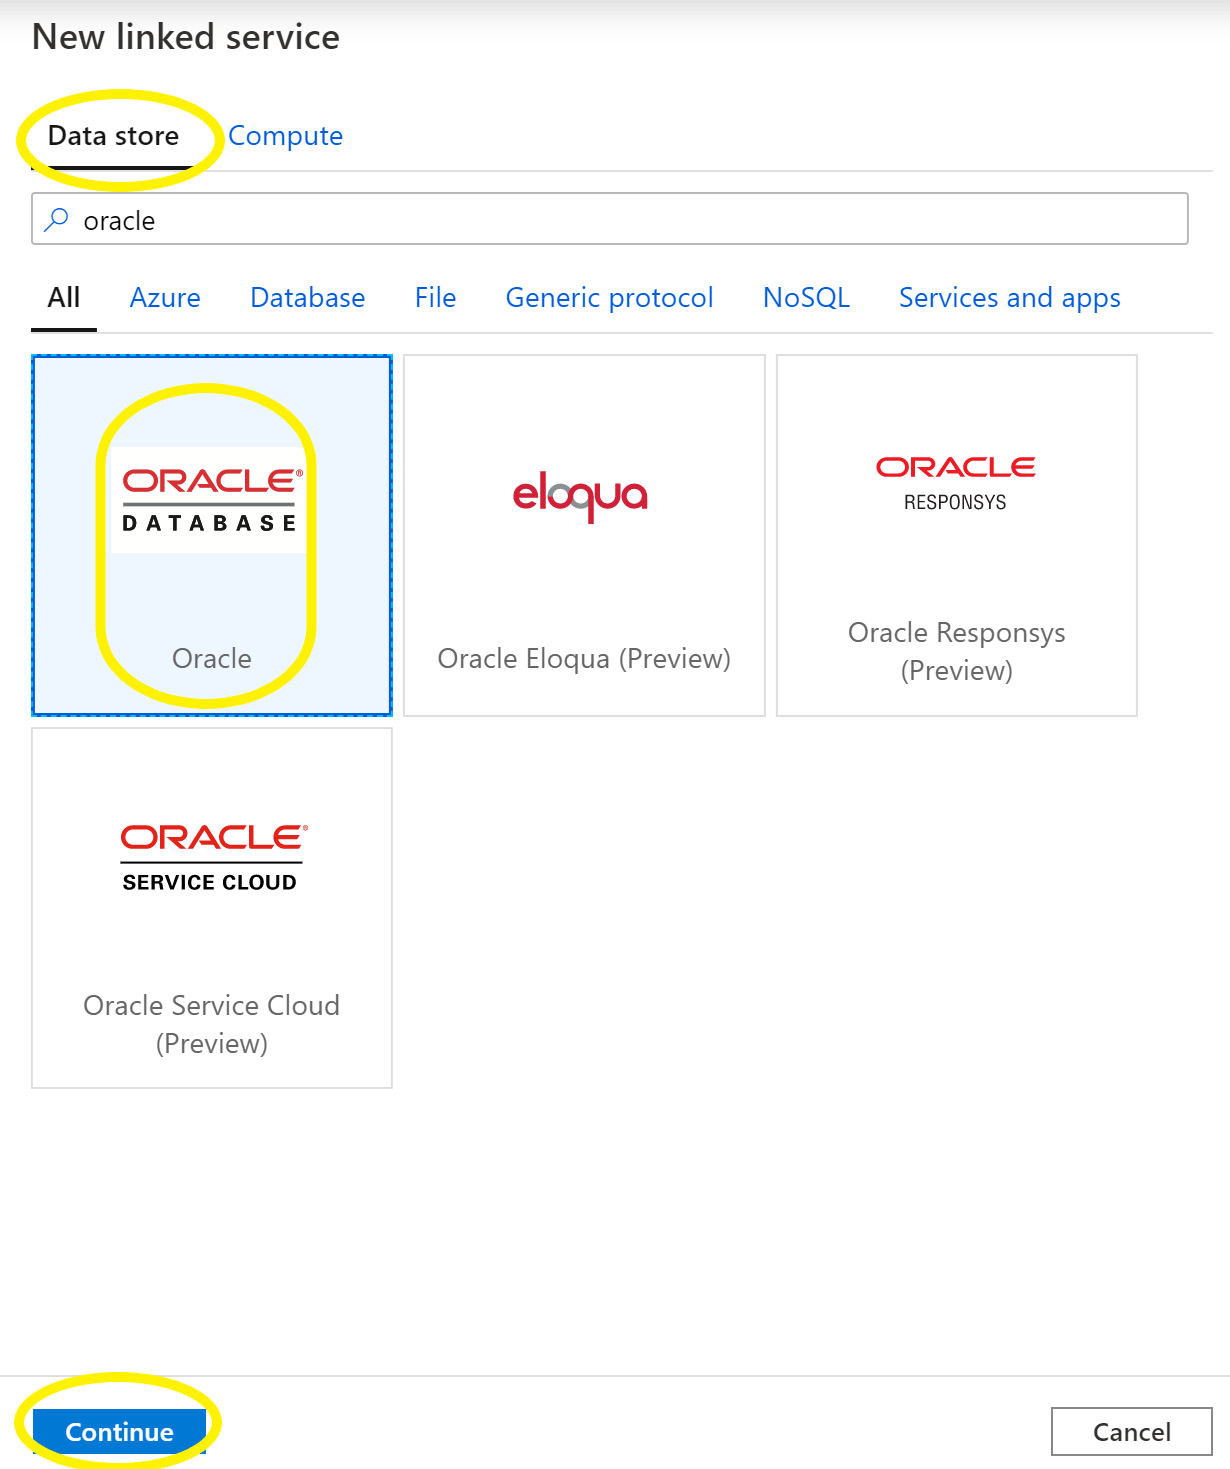 New linked service
Data store Compute
oracle
All Azure Database File Generic protocol NoSQL Services and apps
ORACLE®
DATABASE
Oracle
eloqua
Oracle Eloqua (Preview)
ORACLE
RESPONSYS
Oracle Responsys
(Preview)
ORACLE®
SERVICE CLOUD
Oracle Service Cloud
(Preview)
Continue Cancel